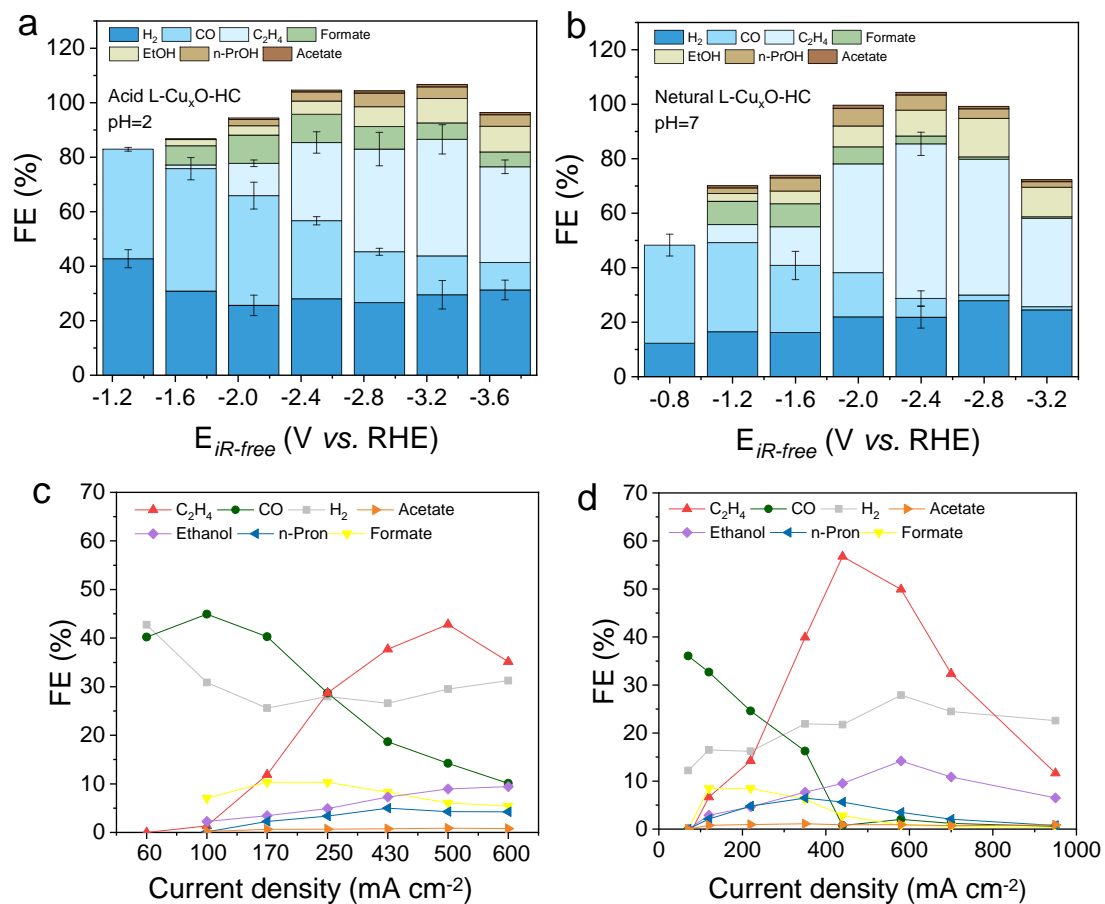 a
H₂ CO C₂H₄ Formate
EtOH n-PrOH Acetate
Acid L-CuₓO-HC
pH=2
120
100
80
60
40
20
0
FE (%)
-1.2 -1.6 -2.0 -2.4 -2.8 -3.2 -3.6
E_iR-free (V vs. RHE)
b
H₂ CO C₂H₄ Formate
EtOH n-PrOH Acetate
Netural L-CuₓO-HC
pH=7
120
100
80
60
40
20
0
FE (%)
-0.8 -1.2 -1.6 -2.0 -2.4 -2.8 -3.2
E_iR-free (V vs. RHE)
c
C₂H₄ CO H₂ Acetate
Ethanol n-Pron Formate
70
60
50
40
30
20
10
0
FE (%)
60 100 170 250 430 500 600
Current density (mA cm⁻²)
d
C₂H₄ CO H₂ Acetate
Ethanol n-Pron Formate
70
60
50
40
30
20
10
0
FE (%)
0 200 400 600 800 1000
Current density (mA cm⁻²)